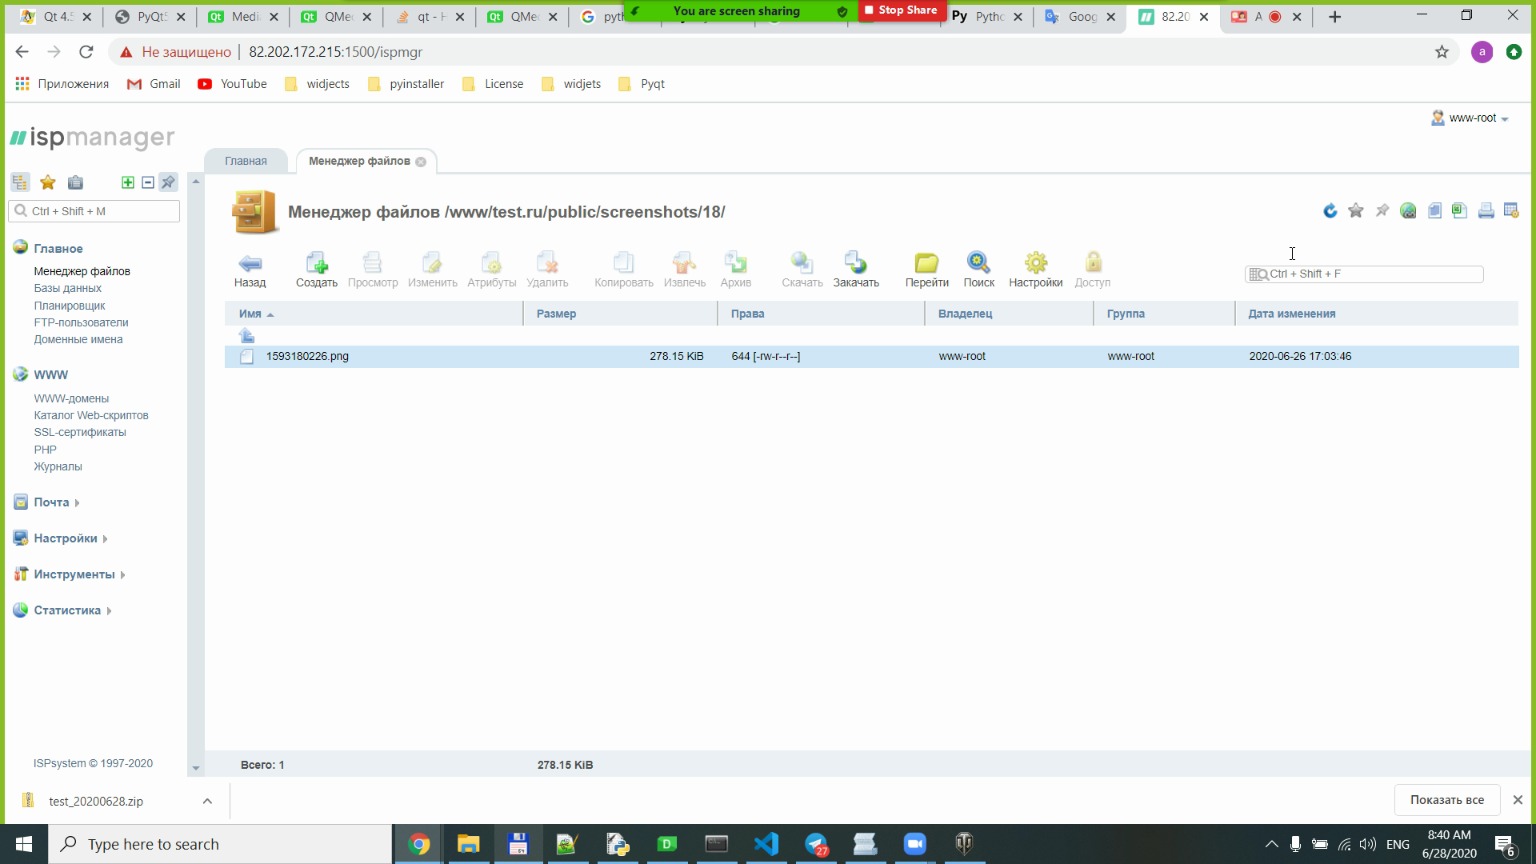 Qt 4.5
PyQt5
Media
QMed
qt - H
QMed
pyth
You are screen sharing
Stop Share
Pytho
Goog
82.20
A
Не защищено | 82.202.172.215:1500/ispmgr
a
Приложения
Gmail
YouTube
widjects
pyinstaller
License
widjets
Pyqt
ispmanager
www-root
Главная
Менеджер файлов
Ctrl + Shift + M
Менеджер файлов /www/test.ru/public/screenshots/18/
Главное
Менеджер файлов
Базы данных
Планировщик
FTP-пользователи
Доменные имена
WWW
WWW-домены
Каталог Web-скриптов
SSL-сертификаты
PHP
Журналы
Почта
Настройки
Инструменты
Статистика
ISPsystem © 1997-2020
Назад
Создать
Просмотр
Изменить
Атрибуты
Удалить
Копировать
Извлечь
Архив
Скачать
Закачать
Перейти
Поиск
Настройки
Доступ
Ctrl + Shift + F
Имя
Размер
Права
Владелец
Группа
Дата изменения
1593180226.png
278.15 KiB
644 [-rw-r--r--]
www-root
www-root
2020-06-26 17:03:46
Всего: 1
278.15 KiB
test_20200628.zip
Показать все
Type here to search
27
ENG
8:40 AM
6/28/2020
6